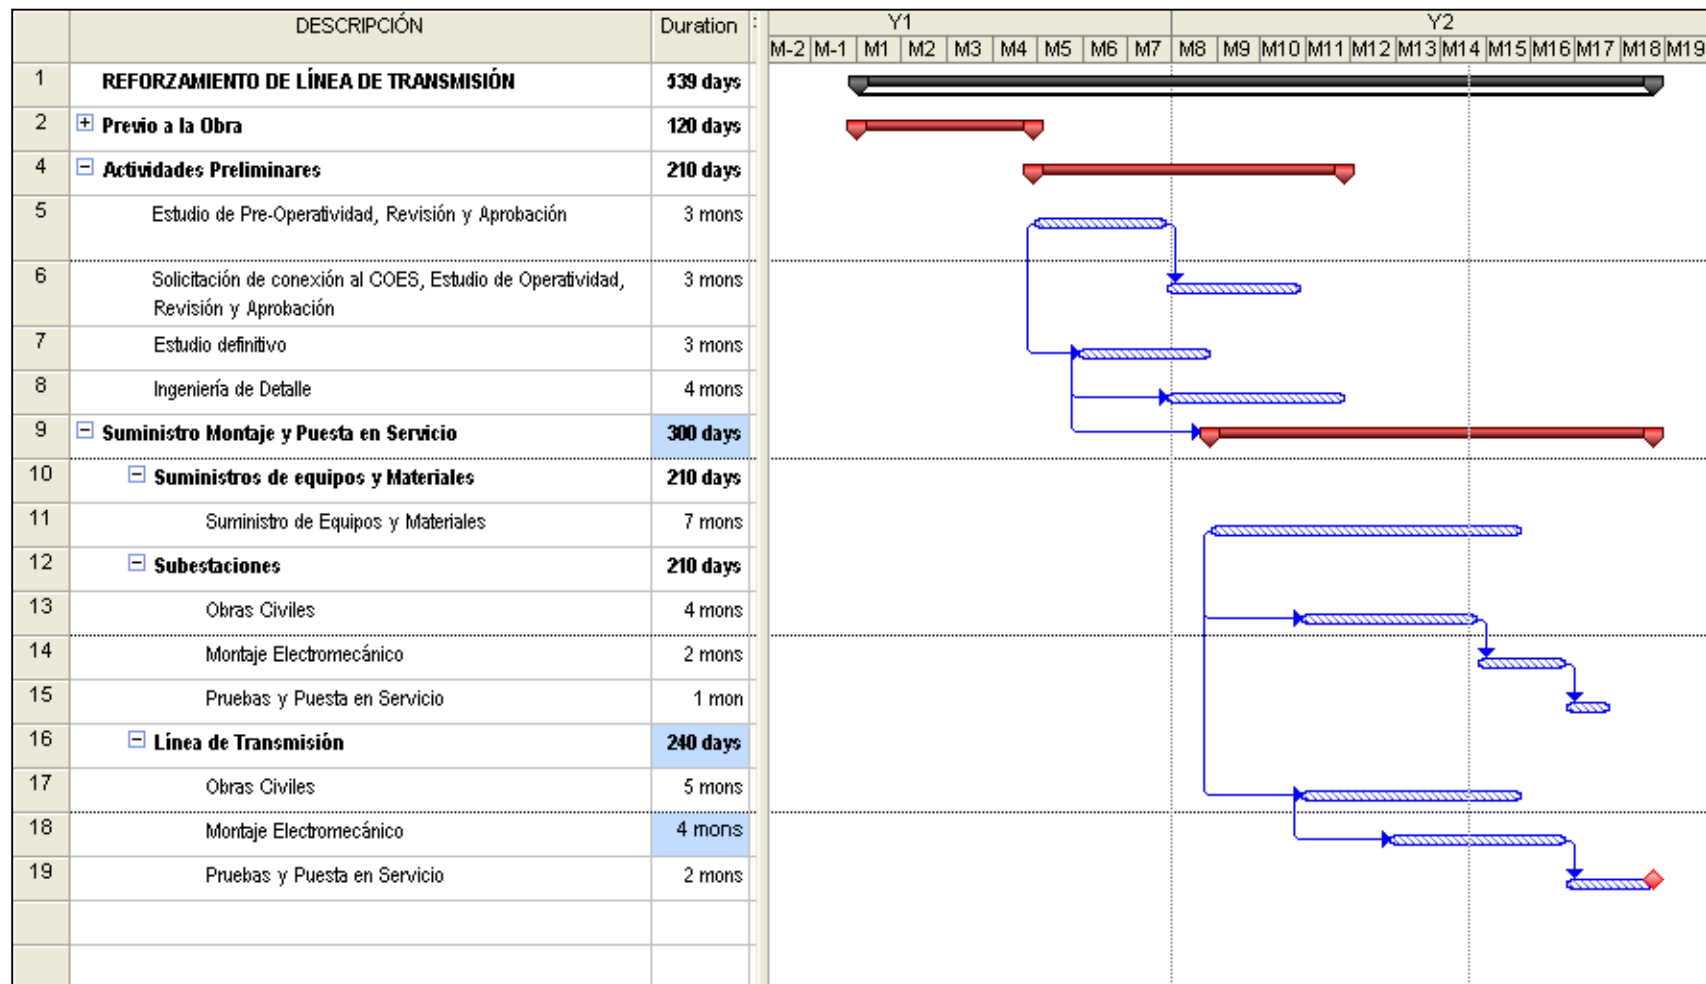 DESCRIPCIÓN Duration Y1 Y2
M-2 M-1 M1 M2 M3 M4 M5 M6 M7 M8 M9 M10 M11 M12 M13 M14 M15 M16 M17 M18 M19
1 REFORZAMIENTO DE LÍNEA DE TRANSMISIÓN 539 days
2 Previo a la Obra 120 days
4 Actividades Preliminares 210 days
5 Estudio de Pre-Operatividad, Revisión y Aprobación 3 mons
6 Solicitación de conexión al COES, Estudio de Operatividad, 3 mons
Revisión y Aprobación
7 Estudio definitivo 3 mons
8 Ingeniería de Detalle 4 mons
9 Suministro Montaje y Puesta en Servicio 300 days
10 Suministros de equipos y Materiales 210 days
11 Suministro de Equipos y Materiales 7 mons
12 Subestaciones 210 days
13 Obras Civiles 4 mons
14 Montaje Electromecánico 2 mons
15 Pruebas y Puesta en Servicio 1 mon
16 Línea de Transmisión 240 days
17 Obras Civiles 5 mons
18 Montaje Electromecánico 4 mons
19 Pruebas y Puesta en Servicio 2 mons